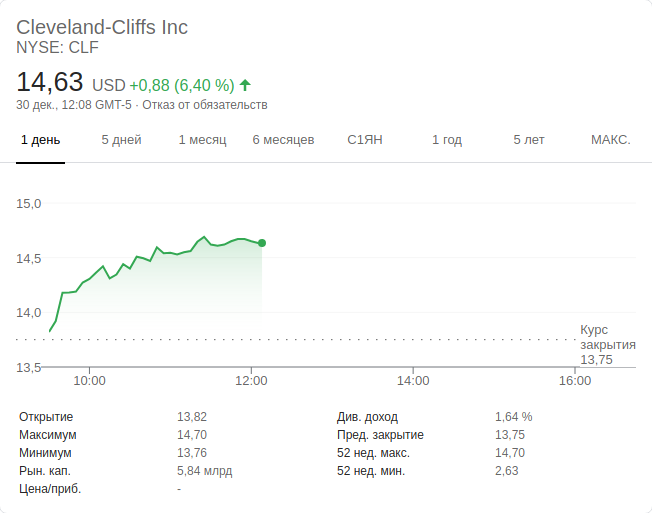 Cleveland-Cliffs Inc
NYSE: CLF
14,63 USD +0,88 (6,40 %)
30 дек., 12:08 GMT-5 · Отказ от обязательств
1 день 5 дней 1 месяц 6 месяцев С1ЯН 1 год 5 лет МАКС.
15,0
14,5
14,0
Курс
закрытия
13,75
13,5
10:00 12:00 14:00 16:00
Открытие 13,82 Див. доход 1,64 %
Максимум 14,70 Пред. закрытие 13,75
Минимум 13,76 52 нед. макс. 14,70
Рын. кап. 5,84 млрд 52 нед. мин. 2,63
Цена/приб. -